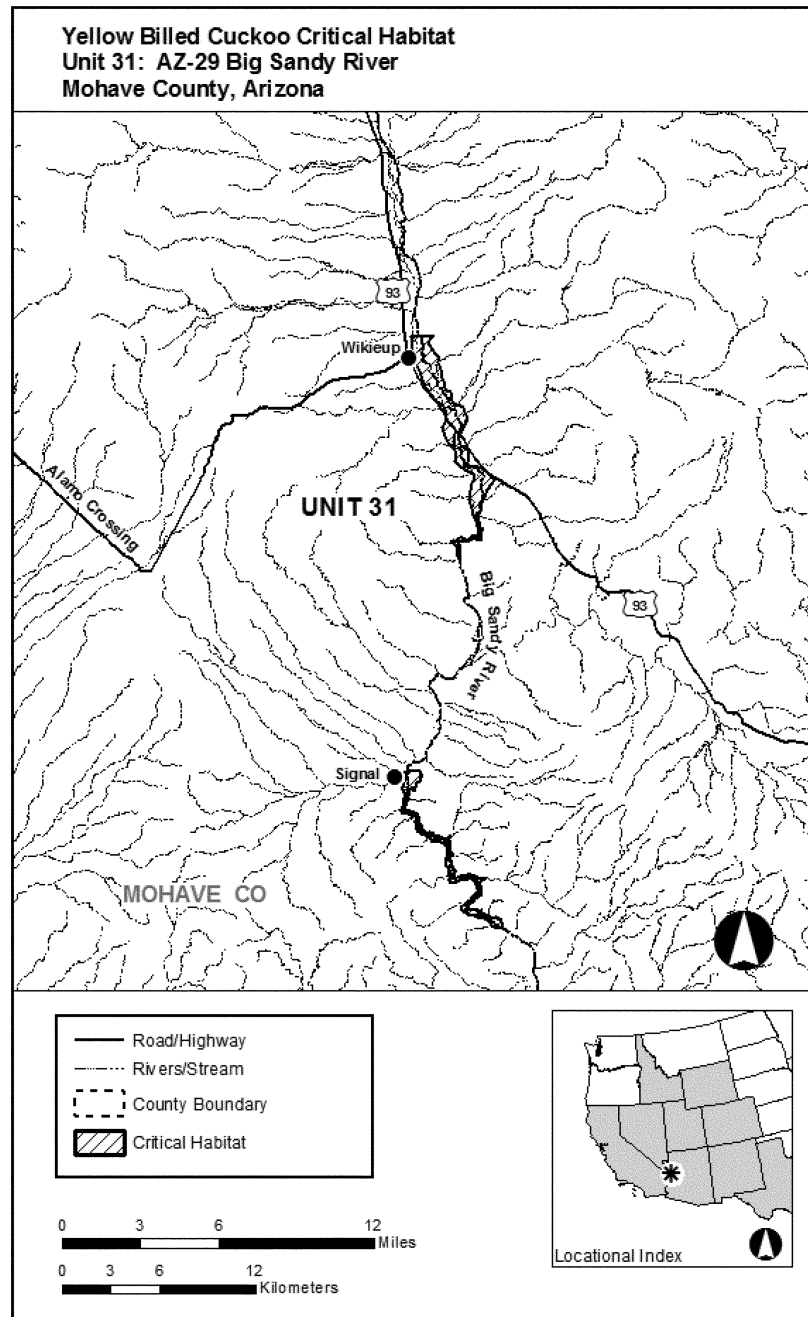 Yellow Billed Cuckoo Critical Habitat
Unit 31: AZ-29 Big Sandy River
Mohave County, Arizona
93
Wikieup
Alamo Crossing
UNIT 31
Big Sandy River
93
Signal
MOHAVE CO
Road/Highway
Rivers/Stream
County Boundary
Critical Habitat
0 3 6 12
Miles
0 3 6 12
Kilometers
Locational Index